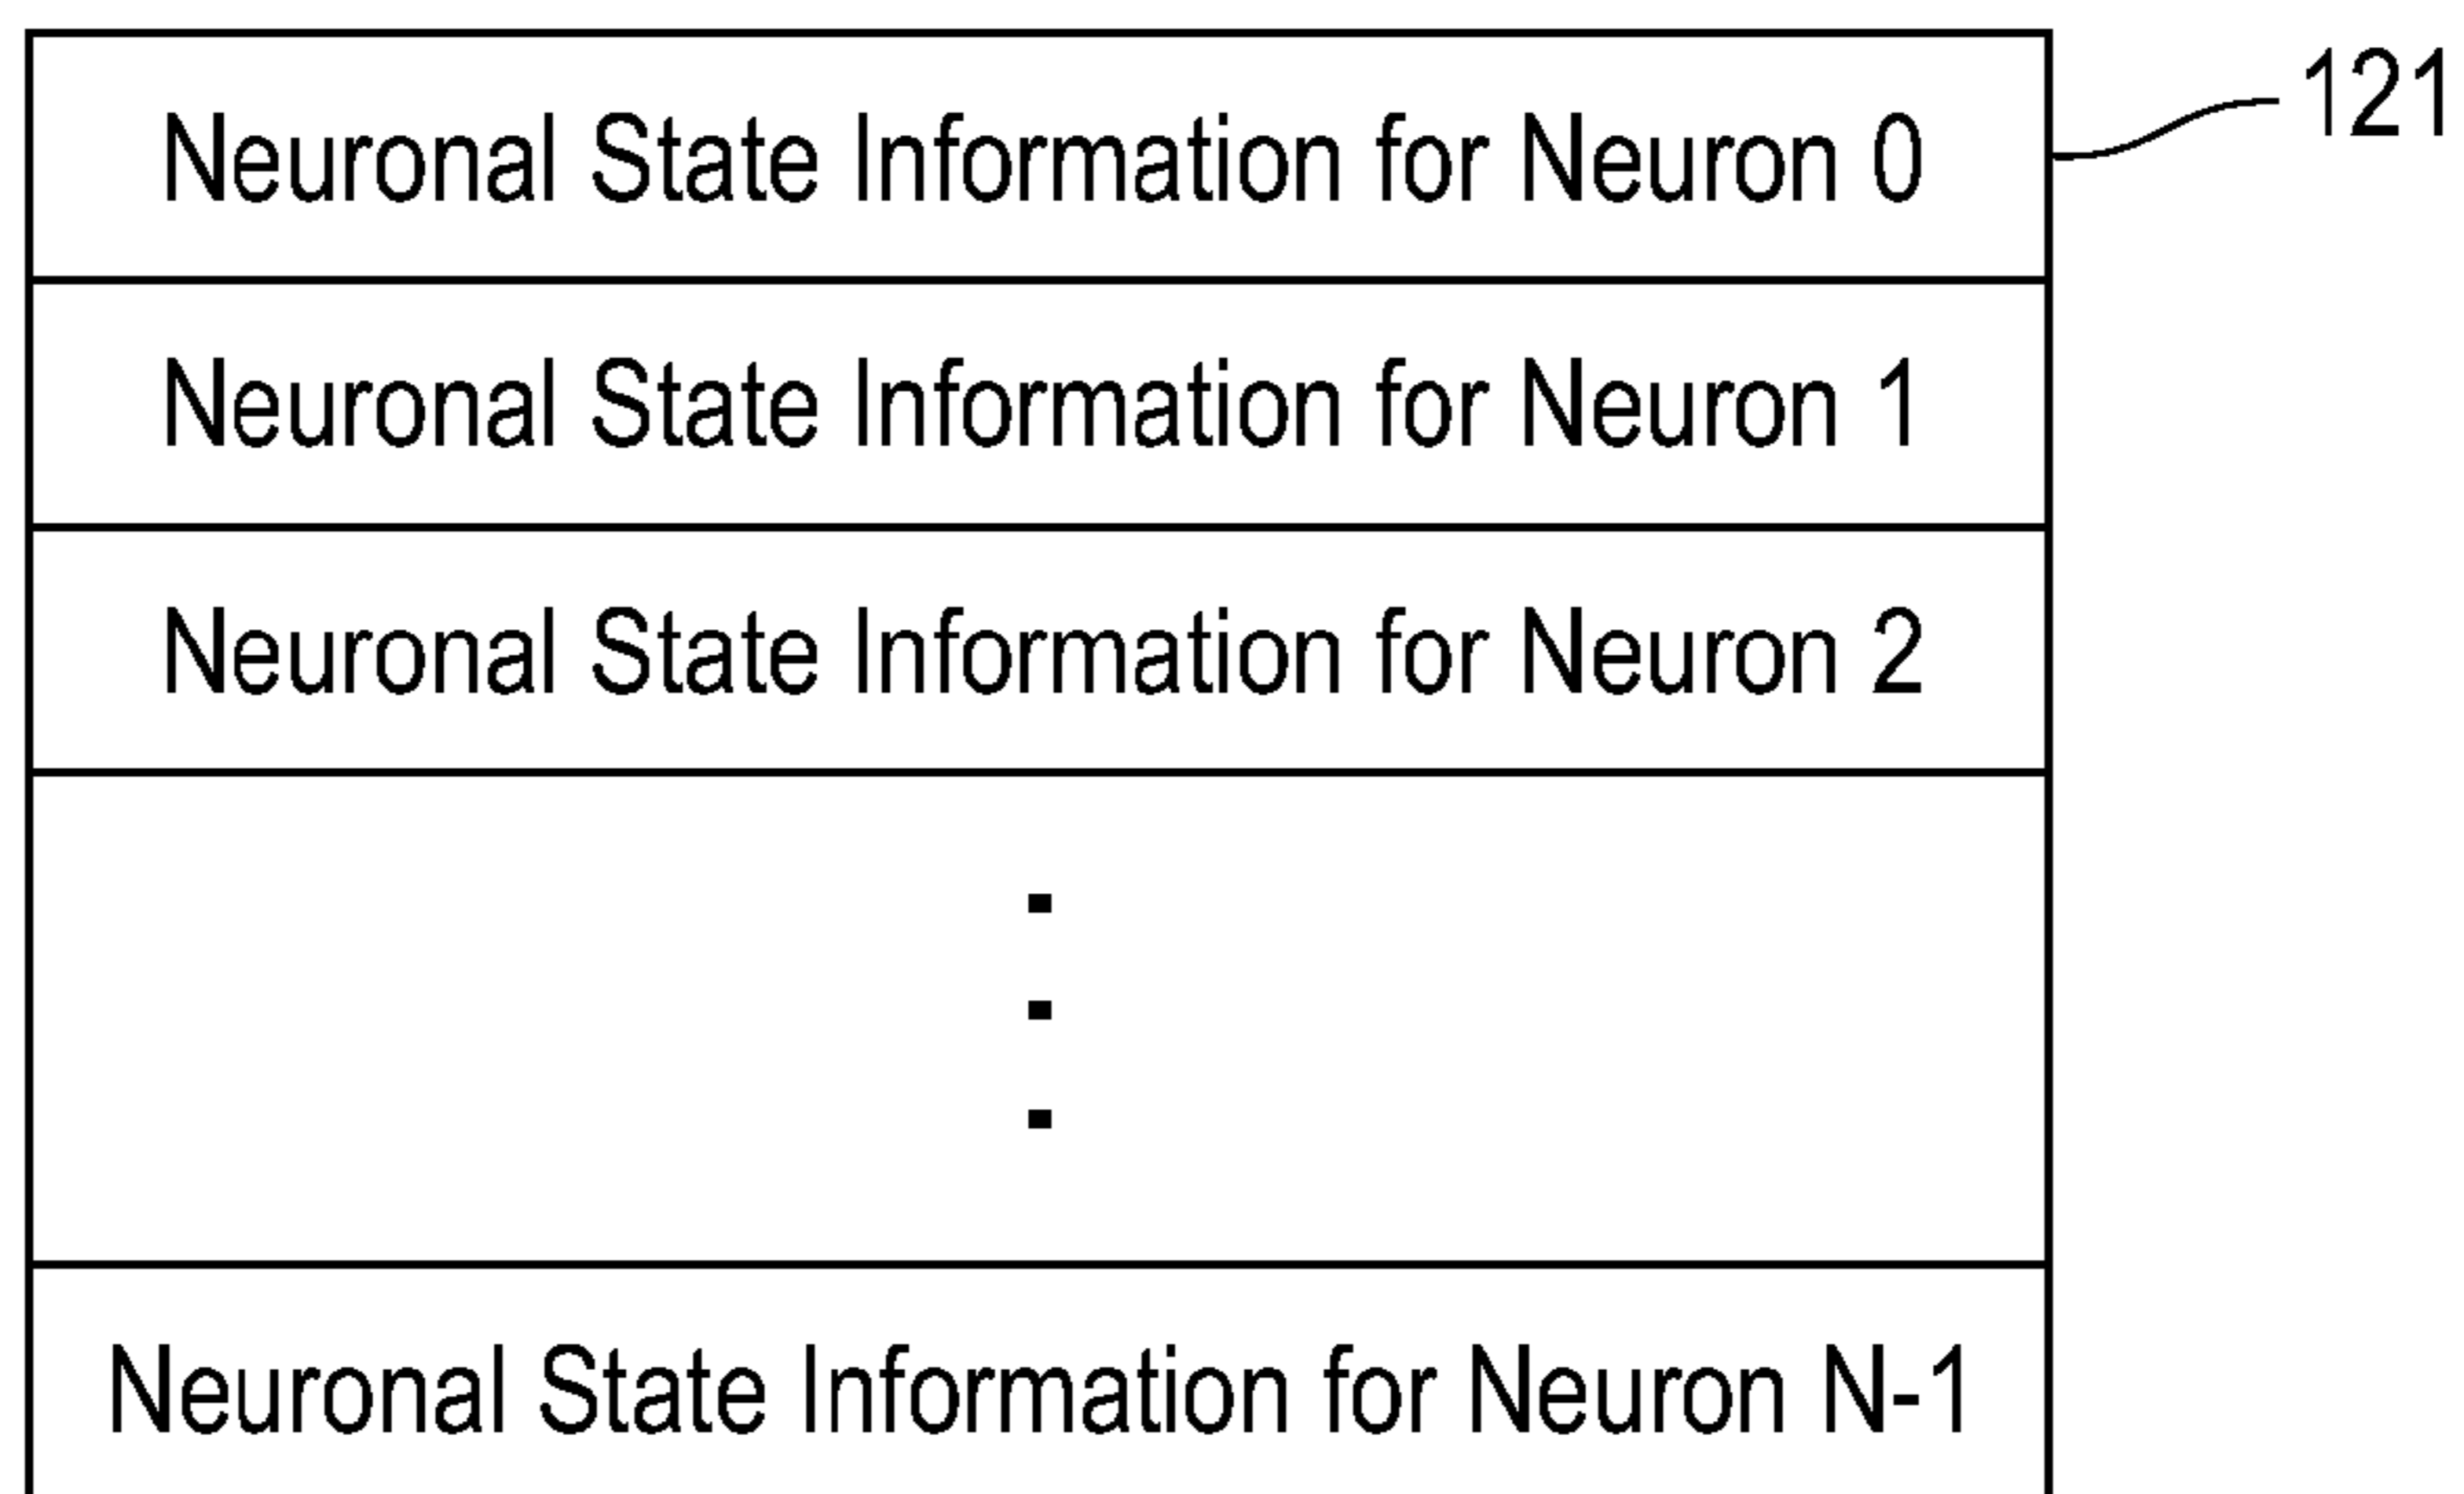 Neuronal State Information for Neuron 0
121
Neuronal State Information for Neuron 1
Neuronal State Information for Neuron 2
Neuronal State Information for Neuron N-1